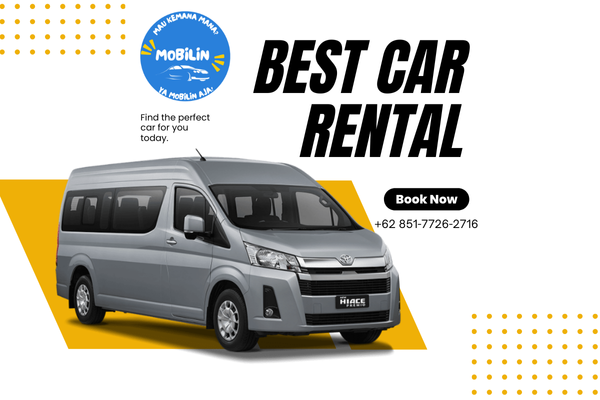 MAU KEMANA MANA?
MOBILIN
YA MOBILIN AJA!
BEST CAR
RENTAL
Find the perfect
car for you
today.
Book Now
+62 851-7726-2716
HIACE
PREMIO